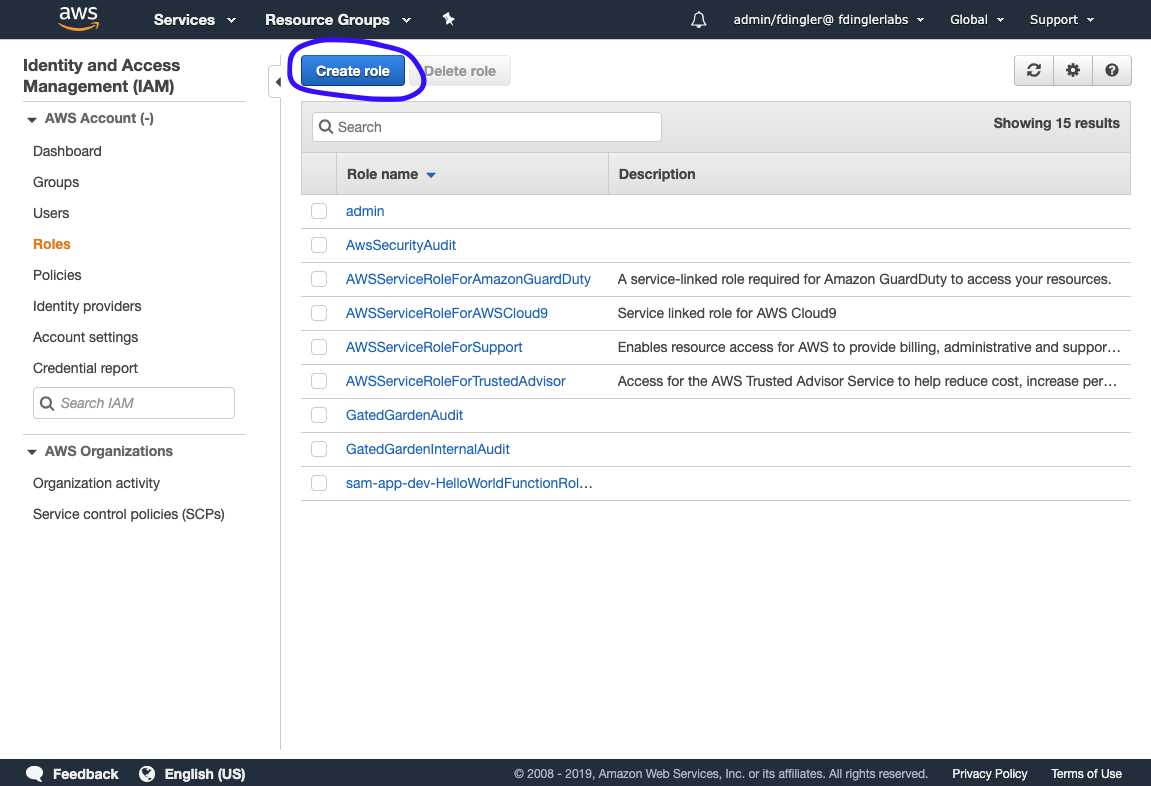 aws Services Resource Groups admin/fdingler@ fdinglerlabs Global Support
Identity and Access
Management (IAM)
AWS Account (-)
Dashboard
Groups
Users
Roles
Policies
Identity providers
Account settings
Credential report
Search IAM
AWS Organizations
Organization activity
Service control policies (SCPs)
Create role Delete role
Search Showing 15 results
Role name Description
admin
AwsSecurityAudit
AWSServiceRoleForAmazonGuardDuty A service-linked role required for Amazon GuardDuty to access your resources.
AWSServiceRoleForAWSCloud9 Service linked role for AWS Cloud9
AWSServiceRoleForSupport Enables resource access for AWS to provide billing, administrative and suppor…
AWSServiceRoleForTrustedAdvisor Access for the AWS Trusted Advisor Service to help reduce cost, increase per…
GatedGardenAudit
GatedGardenInternalAudit
sam-app-dev-HelloWorldFunctionRol…
Feedback English (US) © 2008 - 2019, Amazon Web Services, Inc. or its affiliates. All rights reserved. Privacy Policy Terms of Use